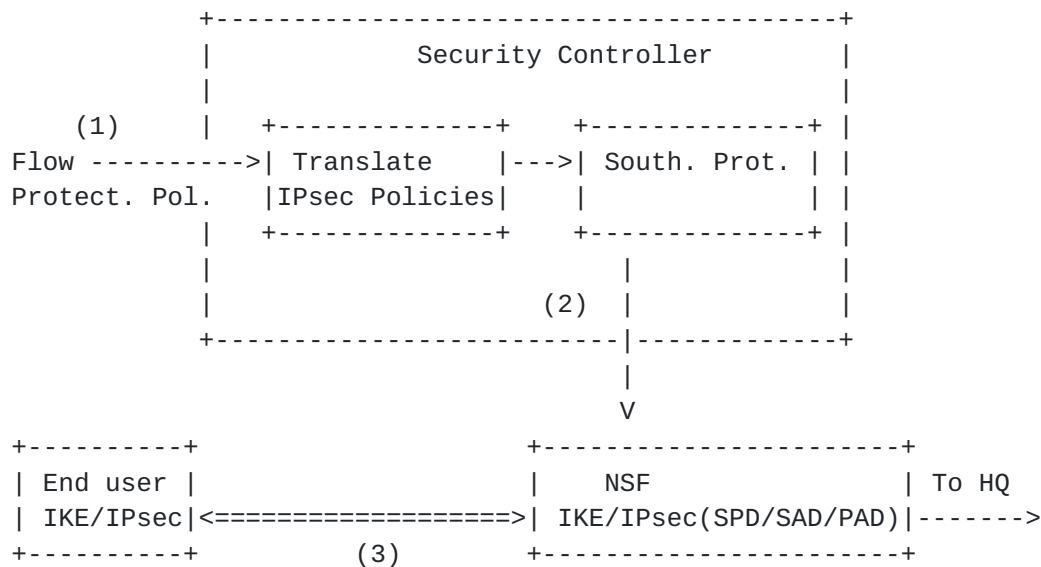 Security Controller
(1)
Flow Translate South. Prot.
Protect. Pol. IPsec Policies
(2)
V
End user NSF To HQ
IKE/IPsec IKE/IPsec(SPD/SAD/PAD)
(3)